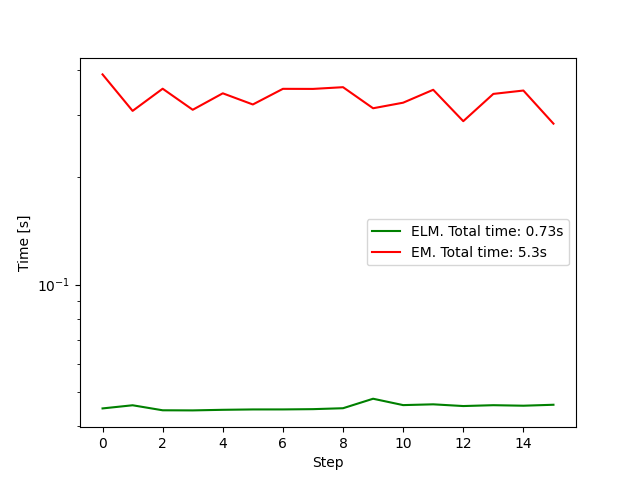 Time [s]
10⁻¹
ELM. Total time: 0.73s
EM. Total time: 5.3s
0 2 4 6 8 10 12 14
Step